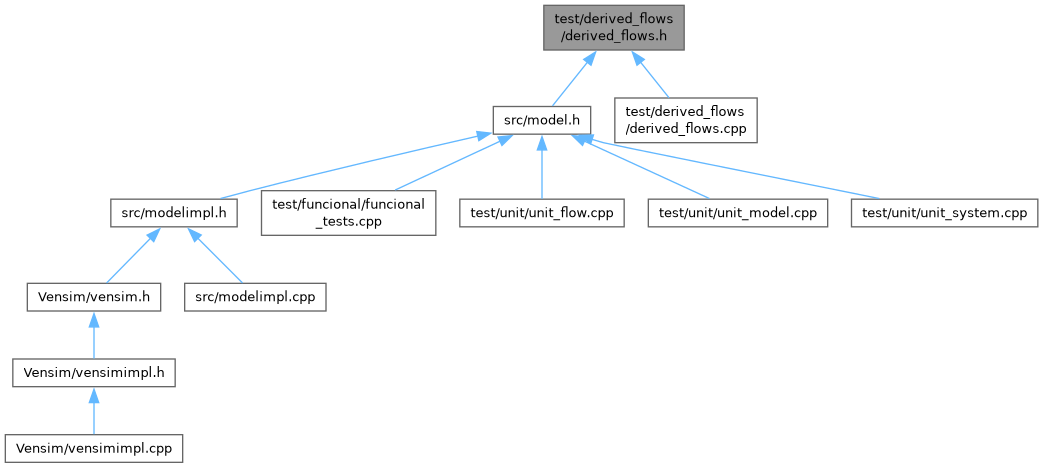 test/derived_flows
/derived_flows.h
src/model.h
test/derived_flows
/derived_flows.cpp
src/modelimpl.h
test/funcional/funcional
_tests.cpp
test/unit/unit_flow.cpp
test/unit/unit_model.cpp
test/unit/unit_system.cpp
Vensim/vensim.h
src/modelimpl.cpp
Vensim/vensimimpl.h
Vensim/vensimimpl.cpp